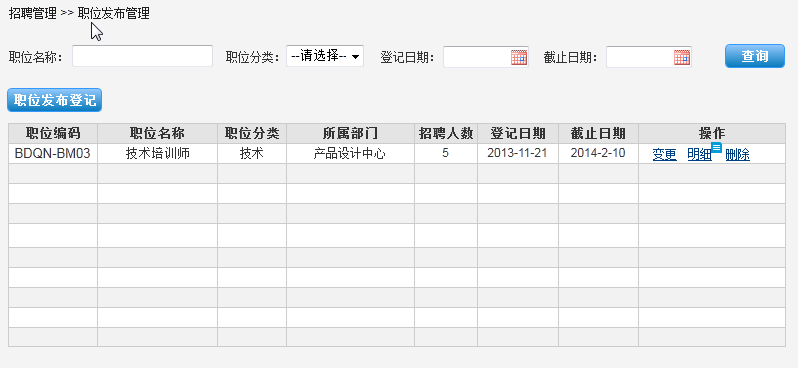 招聘管理 >> 职位发布管理
职位名称： 职位分类： --请选择-- 登记日期： 截止日期： 查询
职位发布登记
职位编码 职位名称 职位分类 所属部门 招聘人数 登记日期 截止日期 操作
BDQN-BM03 技术培训师 技术 产品设计中心 5 2013-11-21 2014-2-10 变更 明细 删除